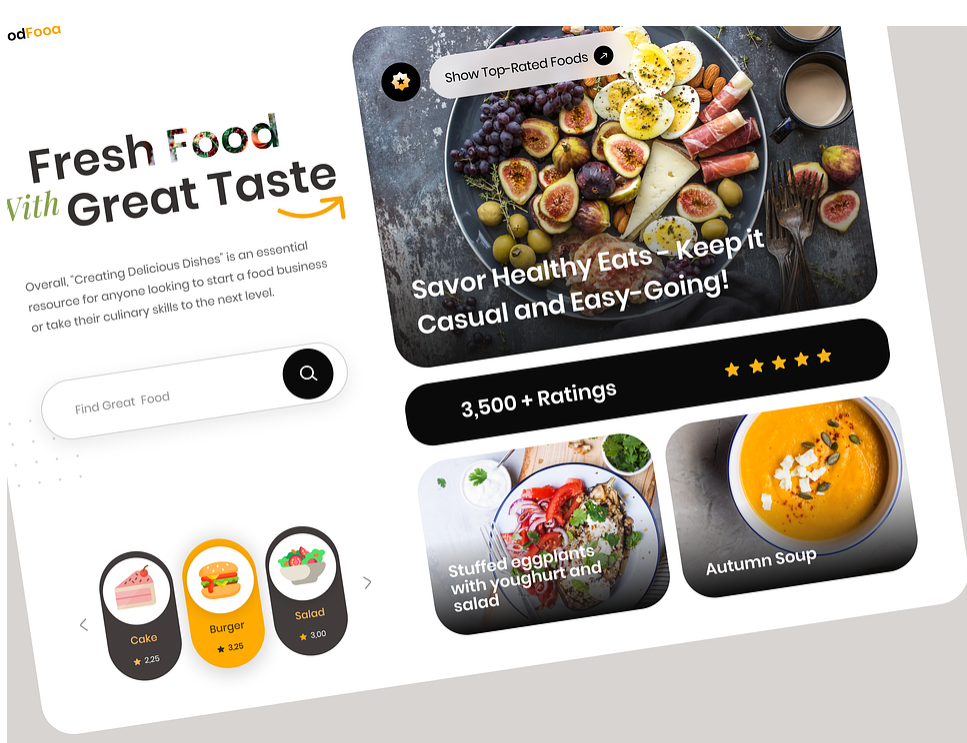 odFood
Fresh Food
With Great Taste
Overall, "Creating Delicious Dishes" is an essential
resource for anyone looking to start a food business
or take their culinary skills to the next level.
Find Great Food
Cake
2,25
Burger
3,25
Salad
3,00
Show Top-Rated Foods
Savor Healthy Eats - Keep it
Casual and Easy-Going!
3,500 + Ratings
Stuffed eggplants
with youghurt and
salad
Autumn Soup